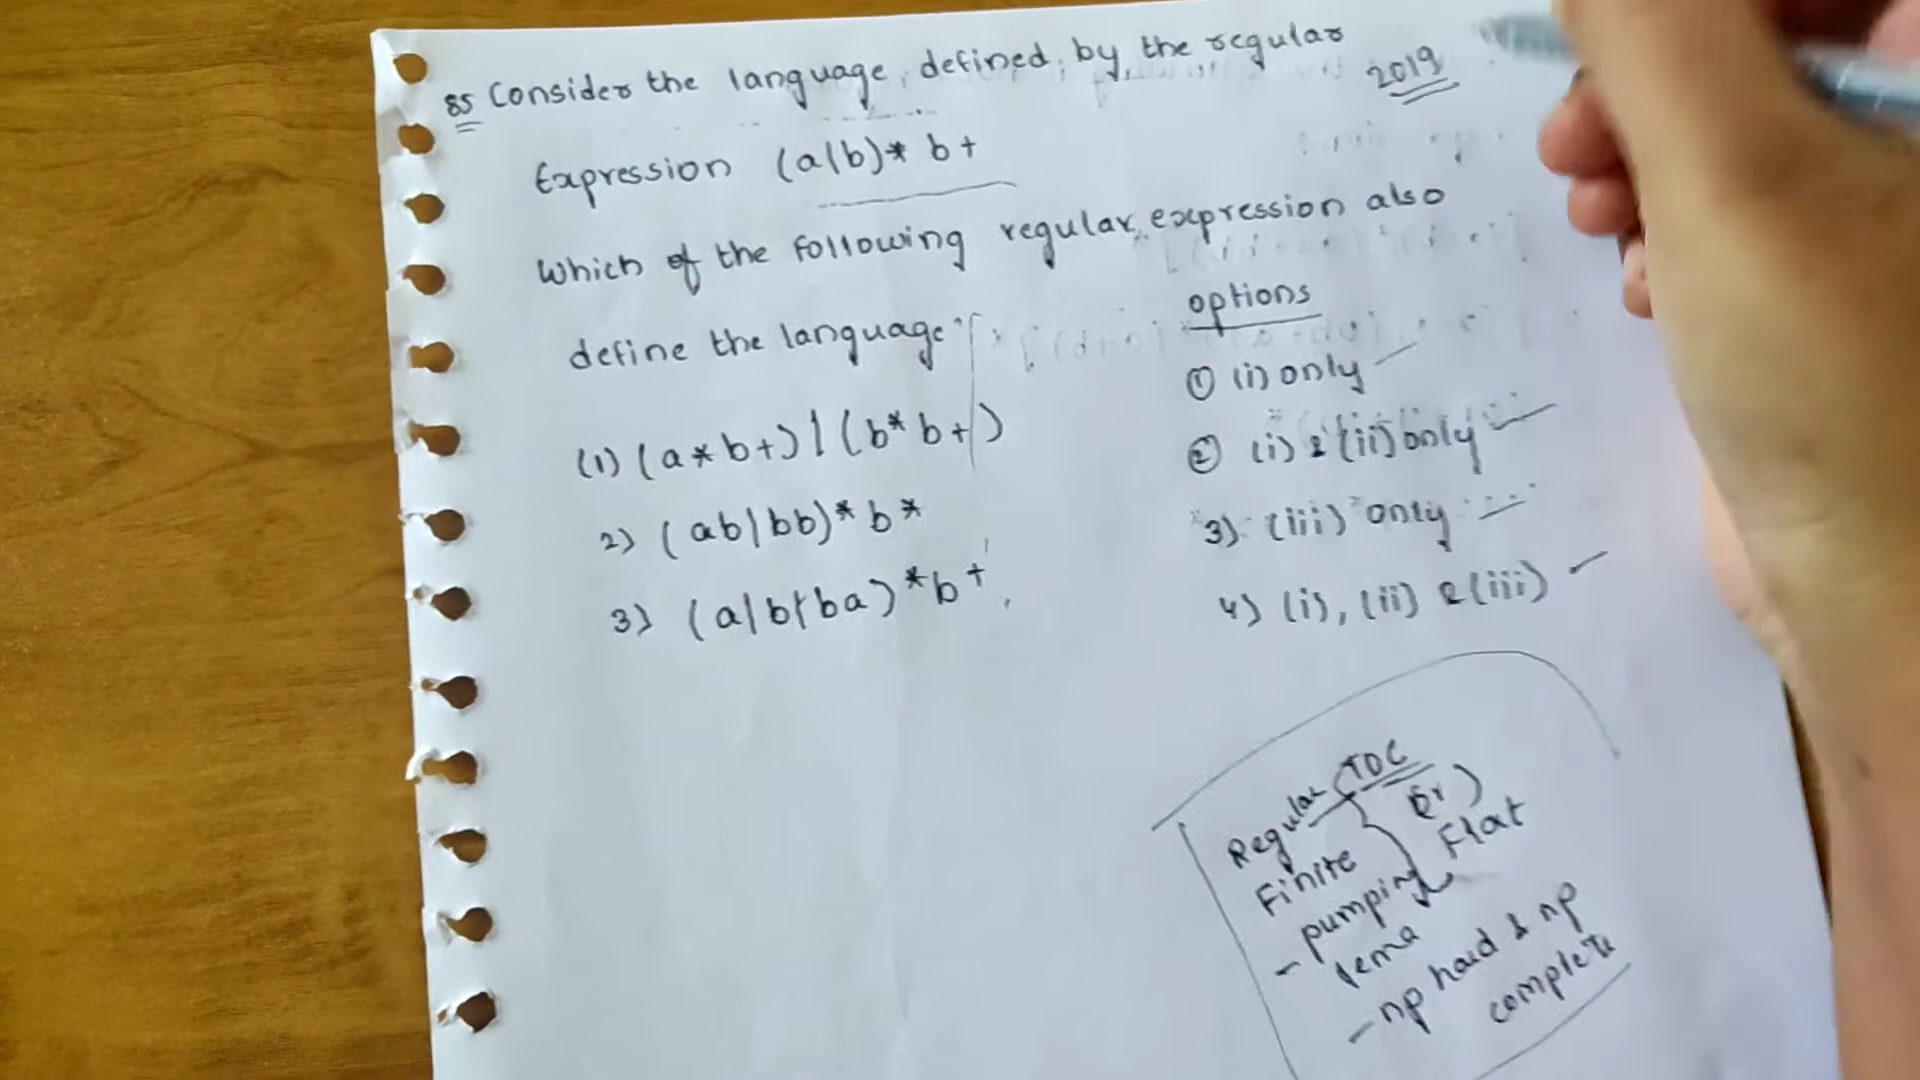 85 Consider the language defined by the regular
2019
Expression (a|b)* b+
Which of the following regular expression also
define the language
(1) (a*b+) | (b* b+)
2) (ab|bb)* b*
3) (a|b|ba)*b+
options
① (i) only
② (i) & (ii) only
3) (iii) only
4) (i), (ii) & (iii)
Regular (TOC
(or)
Finite
Flat
- pumping
lema
- np hard & np
complete